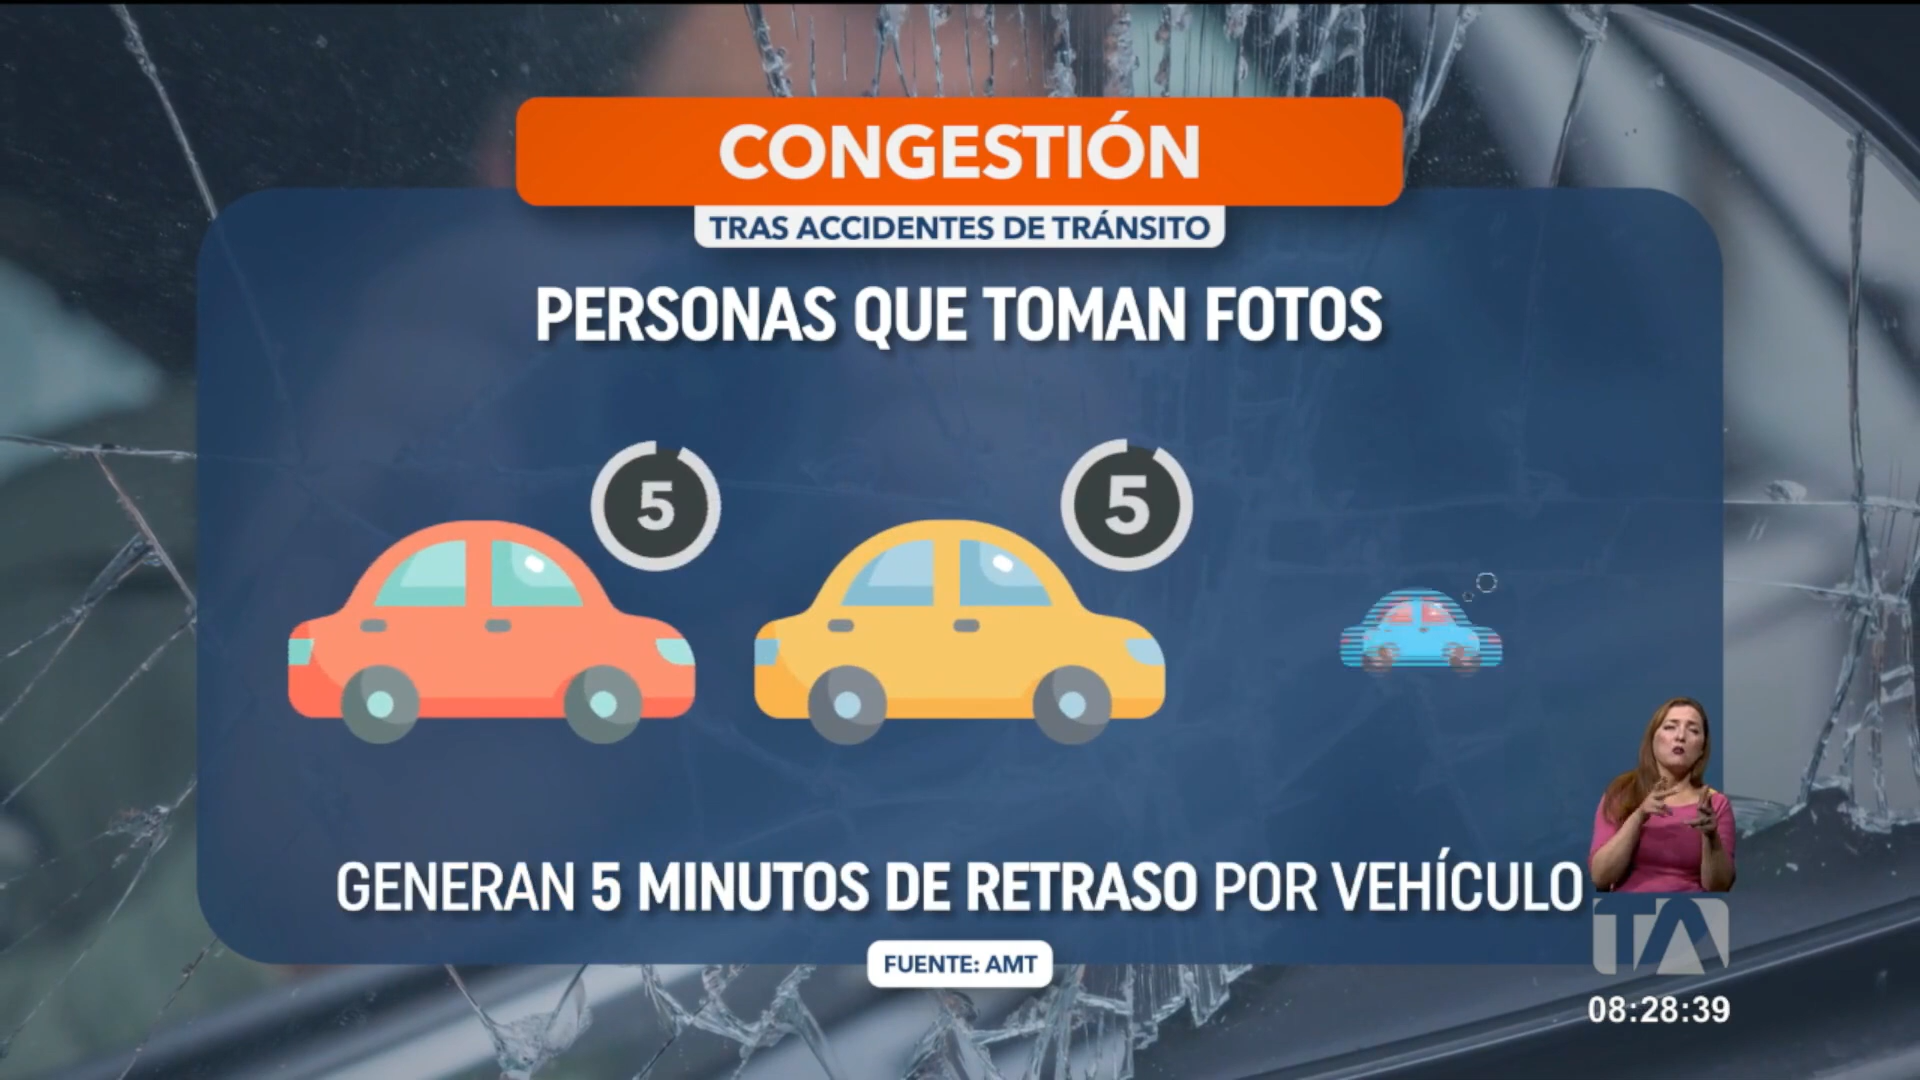 CONGESTIÓN
TRAS ACCIDENTES DE TRÁNSITO
PERSONAS QUE TOMAN FOTOS
5
5
GENERAN 5 MINUTOS DE RETRASO POR VEHÍCULO
FUENTE: AMT
TA
08:28:39